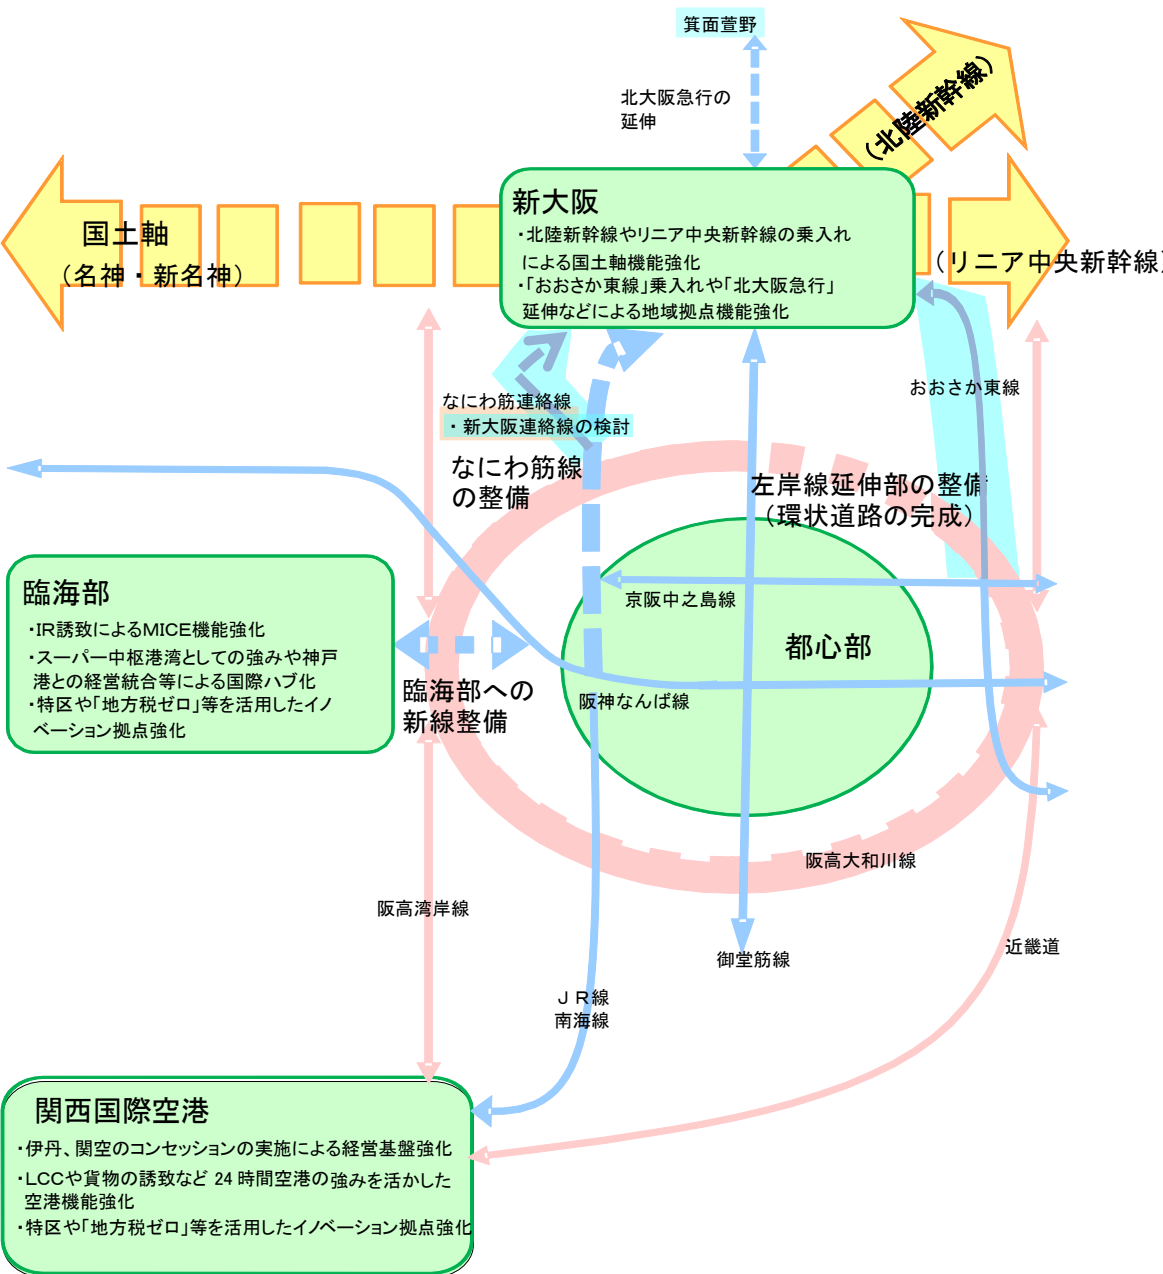 箕面萱野
北大阪急行の
延伸
（北陸新幹線）
新大阪
・北陸新幹線やリニア中央新幹線の乗入れ
による国土軸機能強化
・「おおさか東線」乗入れや「北大阪急行」
延伸などによる地域拠点機能強化
国土軸
（名神・新名神）
（リニア中央新幹線）
おおさか東線
なにわ筋連絡線
・新大阪連絡線の検討
なにわ筋線
の整備
左岸線延伸部の整備
（環状道路の完成）
臨海部
・IR誘致によるMICE機能強化
・スーパー中枢港湾としての強みや神戸
港との経営統合等による国際ハブ化
・特区や「地方税ゼロ」等を活用したイノ
ベーション拠点強化
京阪中之島線
都心部
臨海部への
新線整備
阪神なんば線
阪高大和川線
阪高湾岸線
御堂筋線
近畿道
ＪＲ線
南海線
関西国際空港
・伊丹、関空のコンセッションの実施による経営基盤強化
・LCCや貨物の誘致など 24 時間空港の強みを活かした
空港機能強化
・特区や「地方税ゼロ」等を活用したイノベーション拠点強化